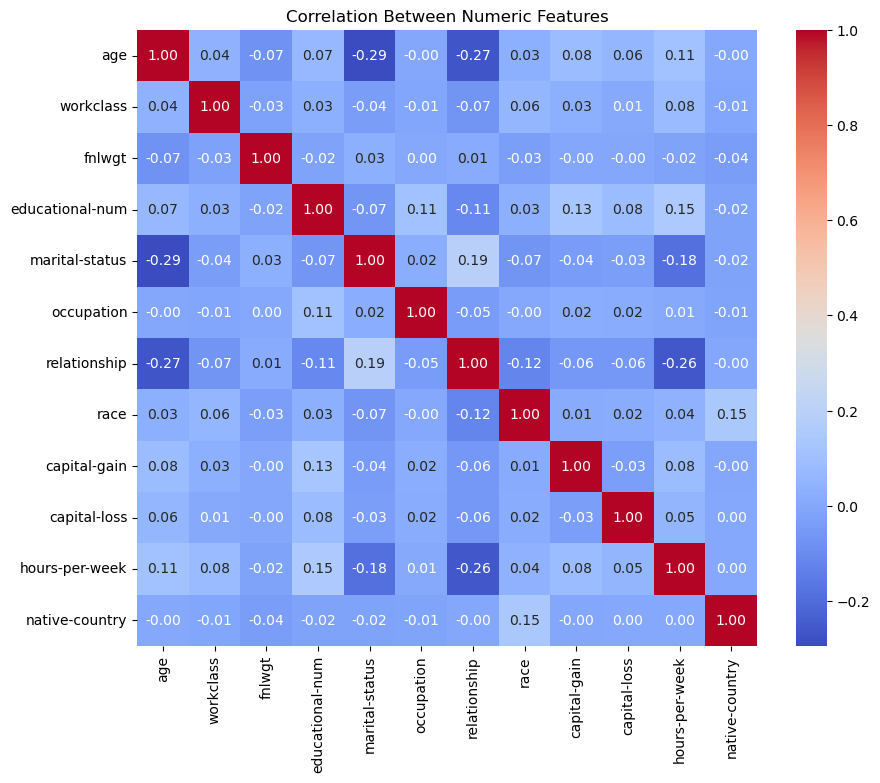 Correlation Between Numeric Features
age 1.00 0.04 -0.07 0.07 -0.29 -0.00 -0.27 0.03 0.08 0.06 0.11 -0.00
workclass 0.04 1.00 -0.03 0.03 -0.04 -0.01 -0.07 0.06 0.03 0.01 0.08 -0.01
fnlwgt -0.07 -0.03 1.00 -0.02 0.03 0.00 0.01 -0.03 -0.00 -0.00 -0.02 -0.04
educational-num 0.07 0.03 -0.02 1.00 -0.07 0.11 -0.11 0.03 0.13 0.08 0.15 -0.02
marital-status -0.29 -0.04 0.03 -0.07 1.00 0.02 0.19 -0.07 -0.04 -0.03 -0.18 -0.02
occupation -0.00 -0.01 0.00 0.11 0.02 1.00 -0.05 -0.00 0.02 0.02 0.01 -0.01
relationship -0.27 -0.07 0.01 -0.11 0.19 -0.05 1.00 -0.12 -0.06 -0.06 -0.26 -0.00
race 0.03 0.06 -0.03 0.03 -0.07 -0.00 -0.12 1.00 0.01 0.02 0.04 0.15
capital-gain 0.08 0.03 -0.00 0.13 -0.04 0.02 -0.06 0.01 1.00 -0.03 0.08 -0.00
capital-loss 0.06 0.01 -0.00 0.08 -0.03 0.02 -0.06 0.02 -0.03 1.00 0.05 0.00
hours-per-week 0.11 0.08 -0.02 0.15 -0.18 0.01 -0.26 0.04 0.08 0.05 1.00 0.00
native-country -0.00 -0.01 -0.04 -0.02 -0.02 -0.01 -0.00 0.15 -0.00 0.00 0.00 1.00
age
workclass
fnlwgt
educational-num
marital-status
occupation
relationship
race
capital-gain
capital-loss
hours-per-week
native-country
1.0
0.8
0.6
0.4
0.2
0.0
−0.2